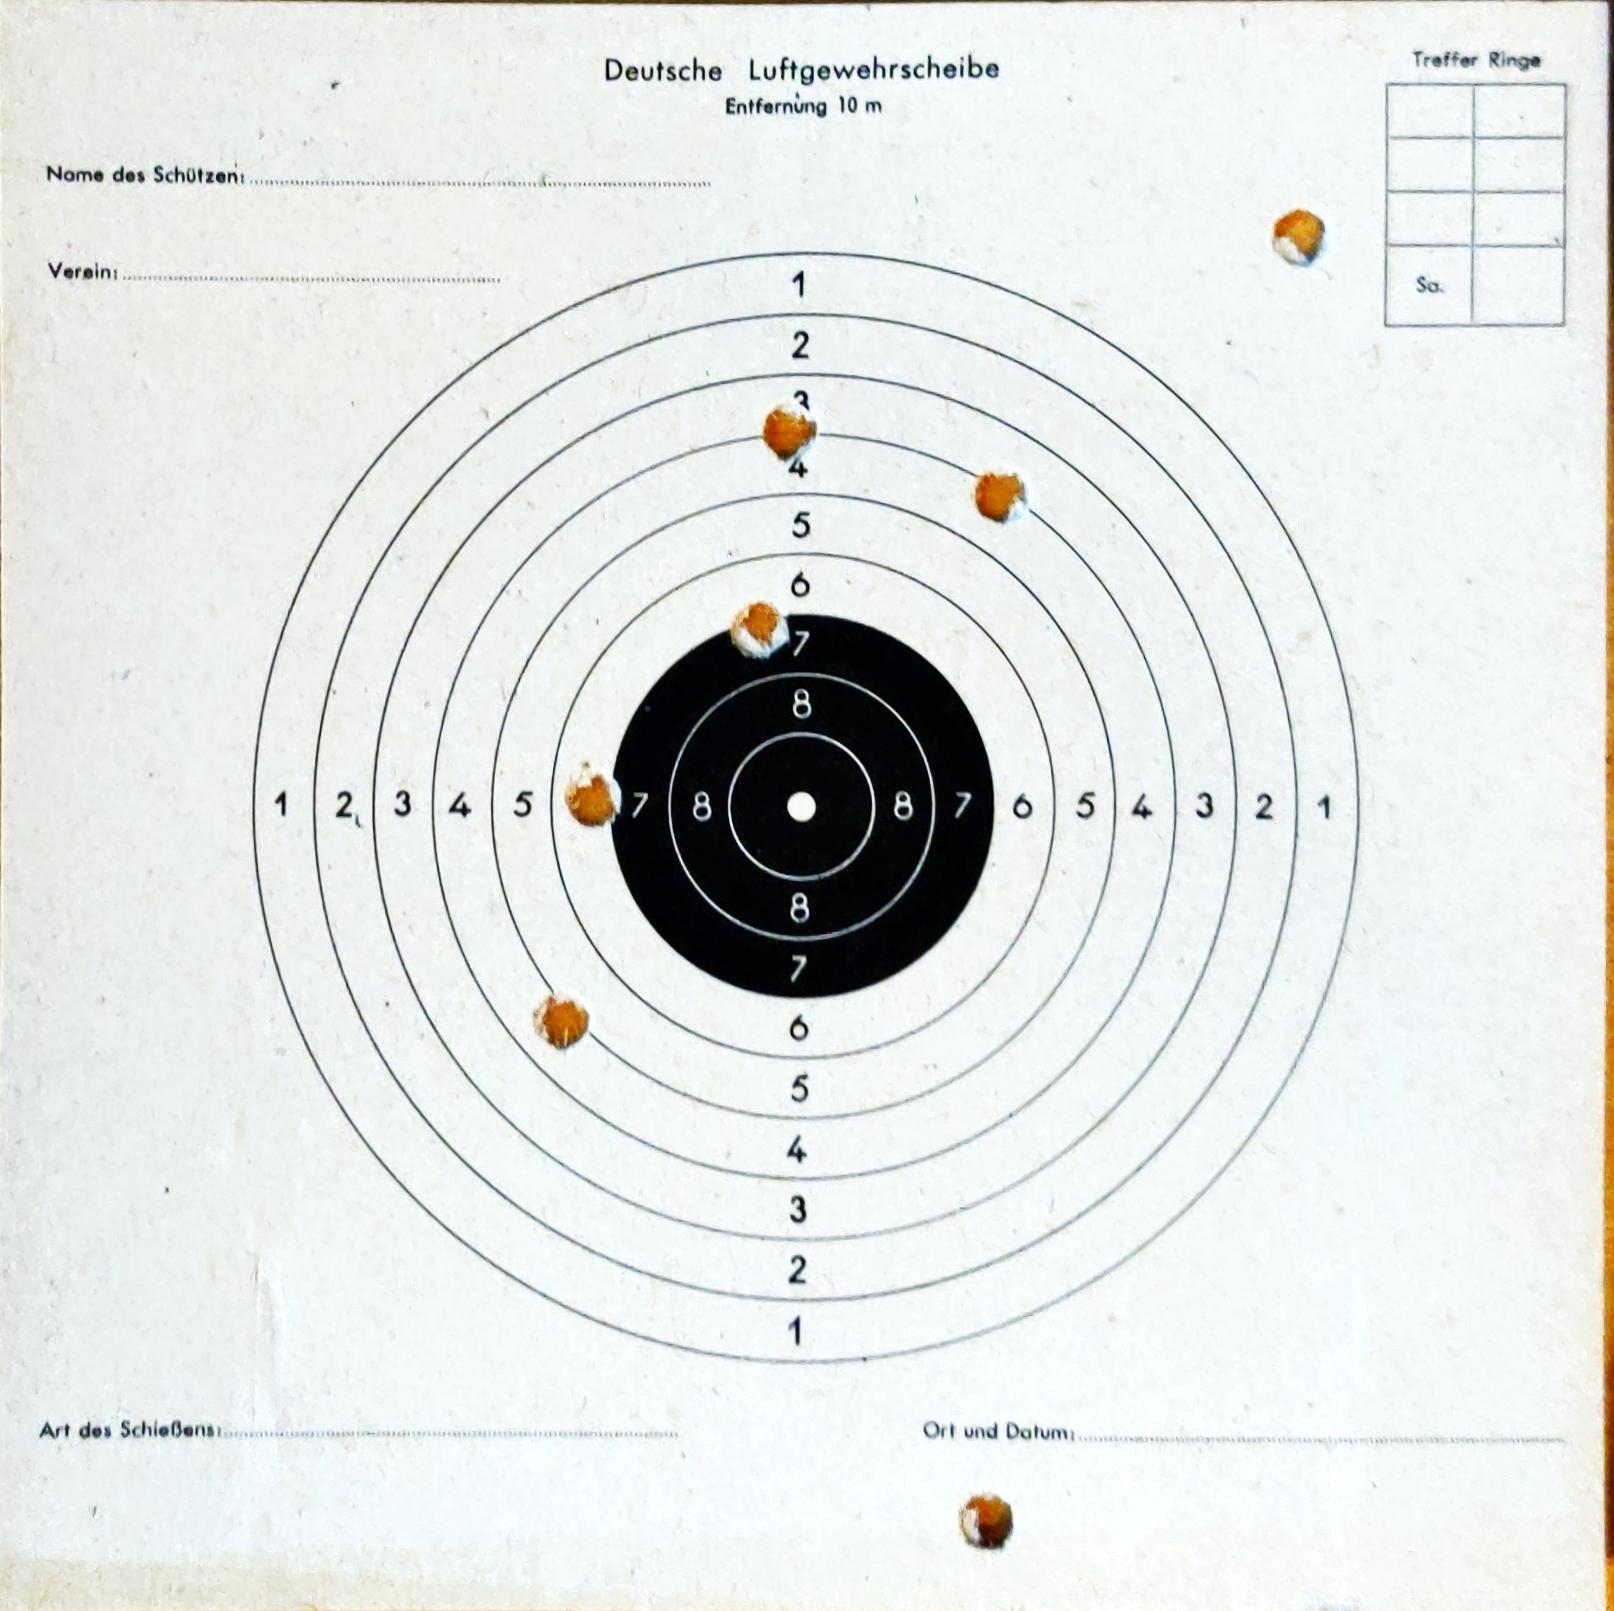 Deutsche Luftgewehrscheibe
Entfernung 10 m
Treffer Ringe
Name des Schützen:
Sa.
Verein:
1
2
3
4
5
6
7
8
1 2 3 4 5 7 8 8 7 6 5 4 3 2 1
8
7
6
5
4
3
2
1
Art des Schießens:
Ort und Datum: